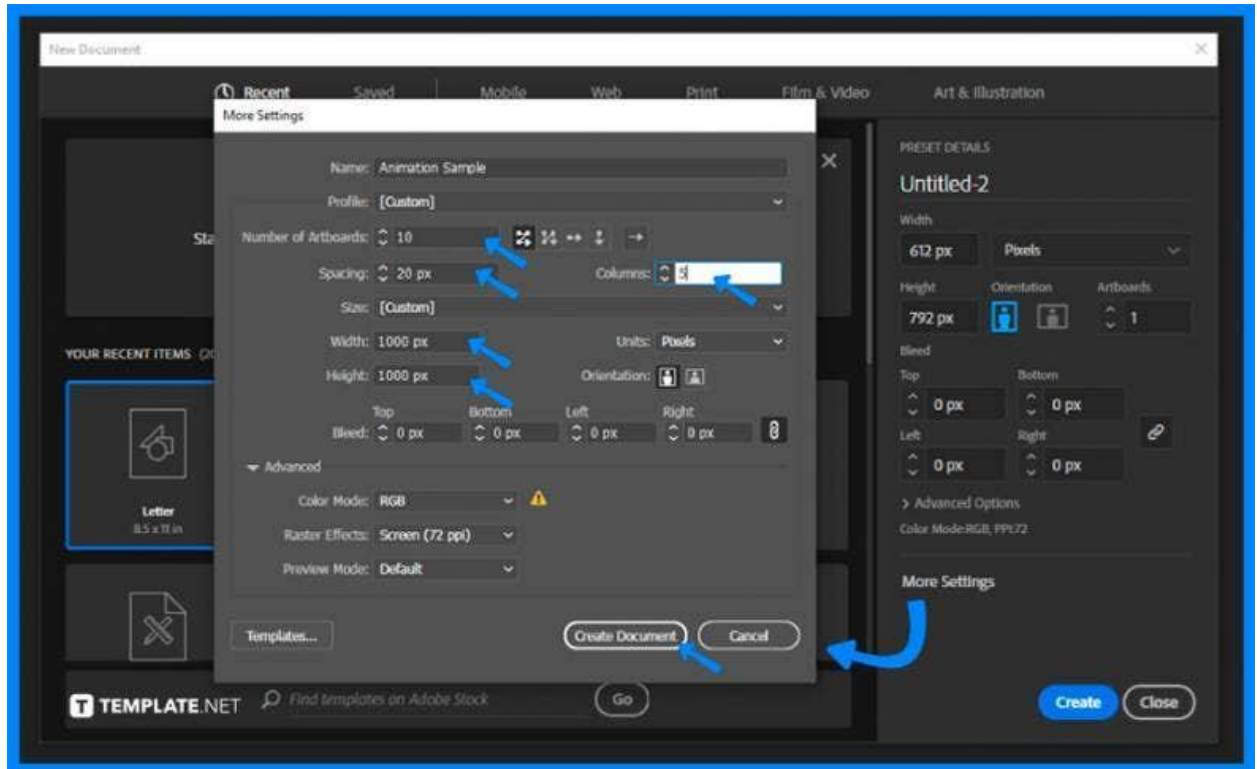 New Document
Recent Saved Mobile Web Print Film & Video Art & Illustration
More Settings
Name: Animation Sample
Profile: [Custom]
Number of Artboards: 10
Spacing: 20 px Columns: 5
Size: [Custom]
Width: 1000 px Units: Pixels
Height: 1000 px Orientation:
Top Bottom Left Right
Bleed: 0 px 0 px 0 px 0 px
Advanced
Color Mode: RGB
Raster Effects: Screen (72 ppi)
Preview Mode: Default
Templates... Create Document Cancel
Sta
YOUR RECENT ITEMS
Letter
8.5 x 11 in
PRESET DETAILS
Untitled-2
Width
612 px Pixels
Height Orientation Artboards
792 px 1
Bleed
Top Bottom
0 px 0 px
Left Right
0 px 0 px
> Advanced Options
Color Mode:RGB, PPI:72
More Settings
T TEMPLATE.NET Find templates on Adobe Stock Go
Create Close